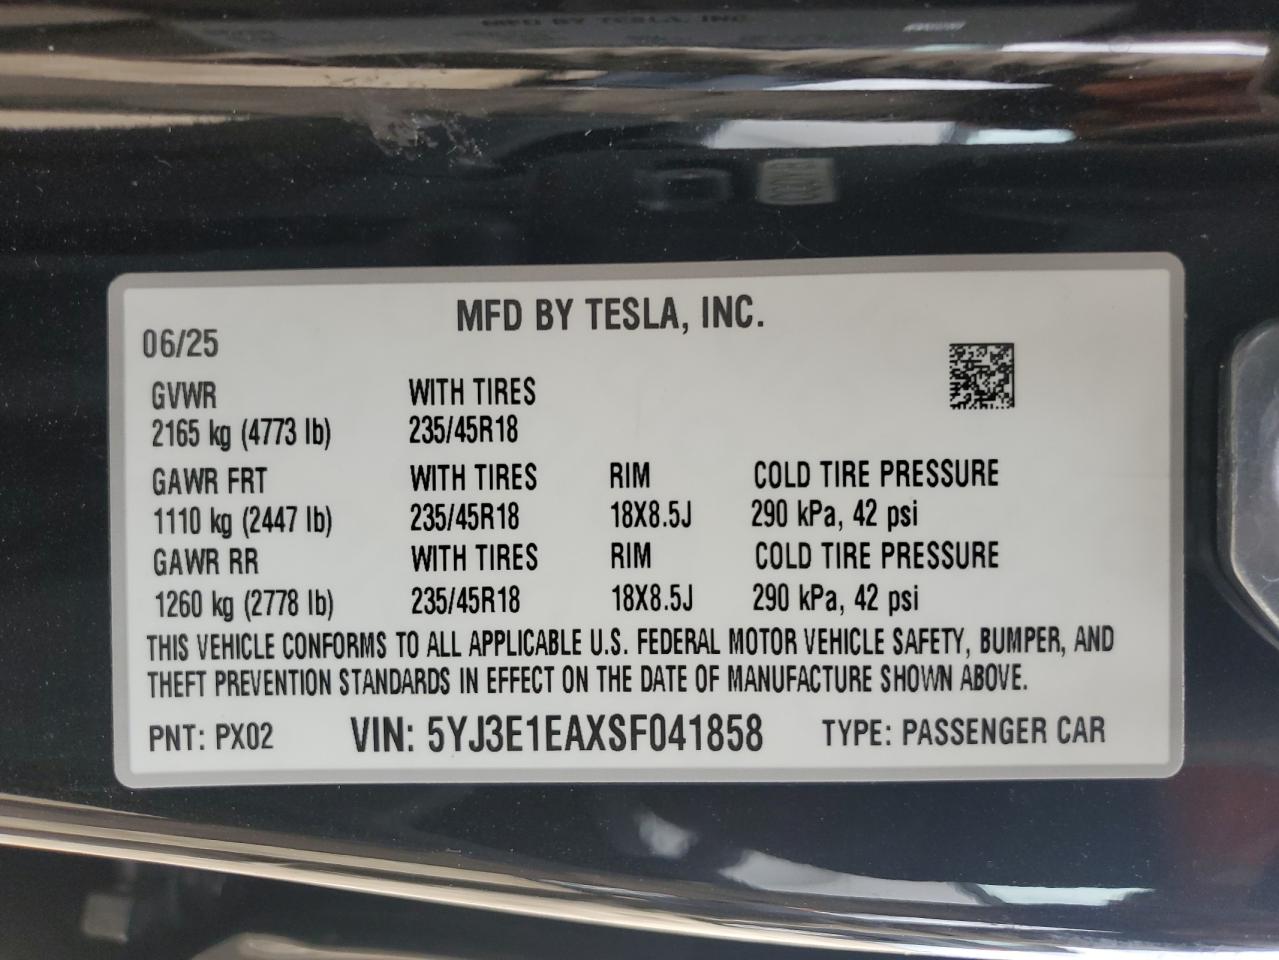 MFD BY TESLA, INC.
06/25
GVWR WITH TIRES
2165 kg (4773 lb) 235/45R18
GAWR FRT WITH TIRES RIM COLD TIRE PRESSURE
1110 kg (2447 lb) 235/45R18 18X8.5J 290 kPa, 42 psi
GAWR RR WITH TIRES RIM COLD TIRE PRESSURE
1260 kg (2778 lb) 235/45R18 18X8.5J 290 kPa, 42 psi
THIS VEHICLE CONFORMS TO ALL APPLICABLE U.S. FEDERAL MOTOR VEHICLE SAFETY, BUMPER, AND
THEFT PREVENTION STANDARDS IN EFFECT ON THE DATE OF MANUFACTURE SHOWN ABOVE.
PNT: PX02 VIN: 5YJ3E1EAXSF041858 TYPE: PASSENGER CAR